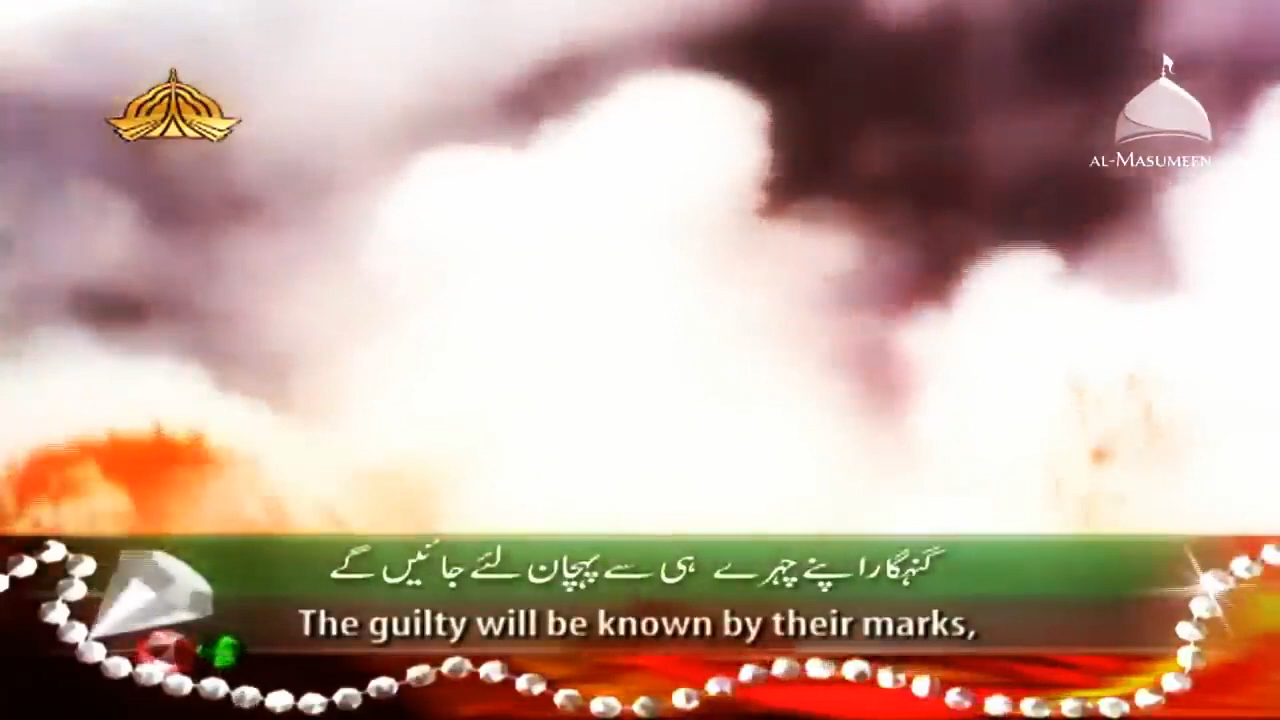 AL-MASUMEEN
گنہگار اپنے چہرے ہی سے پہچان لئے جائیں گے
The guilty will be known by their marks,